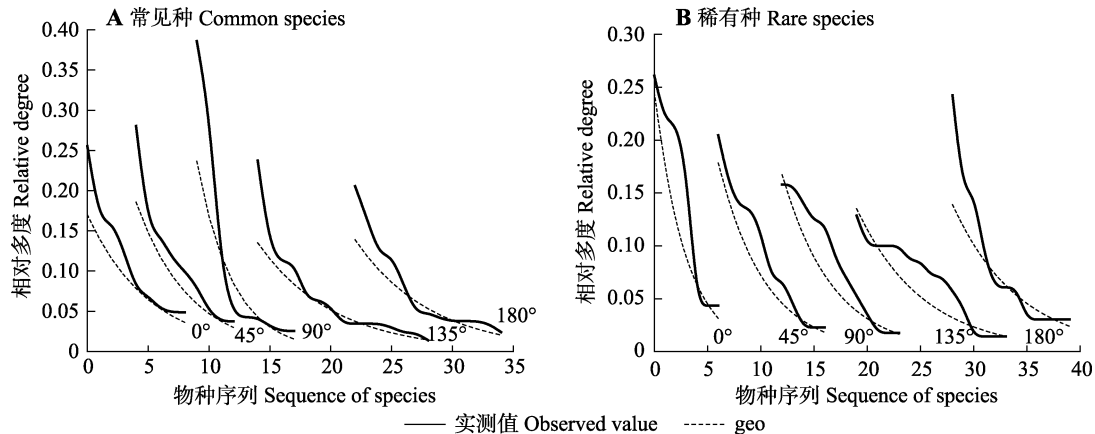 A 常见种 Common species
相对多度 Relative degree
0.40
0.35
0.30
0.25
0.20
0.15
0.10
0.05
0
0°
45°
90°
135°
180°
0 5 10 15 20 25 30 35
物种序列 Sequence of species
B 稀有种 Rare species
相对多度 Relative degree
0.30
0.25
0.20
0.15
0.10
0.05
0
0°
45°
90°
135°
180°
0 5 10 15 20 25 30 35 40
物种序列 Sequence of species
实测值 Observed value geo